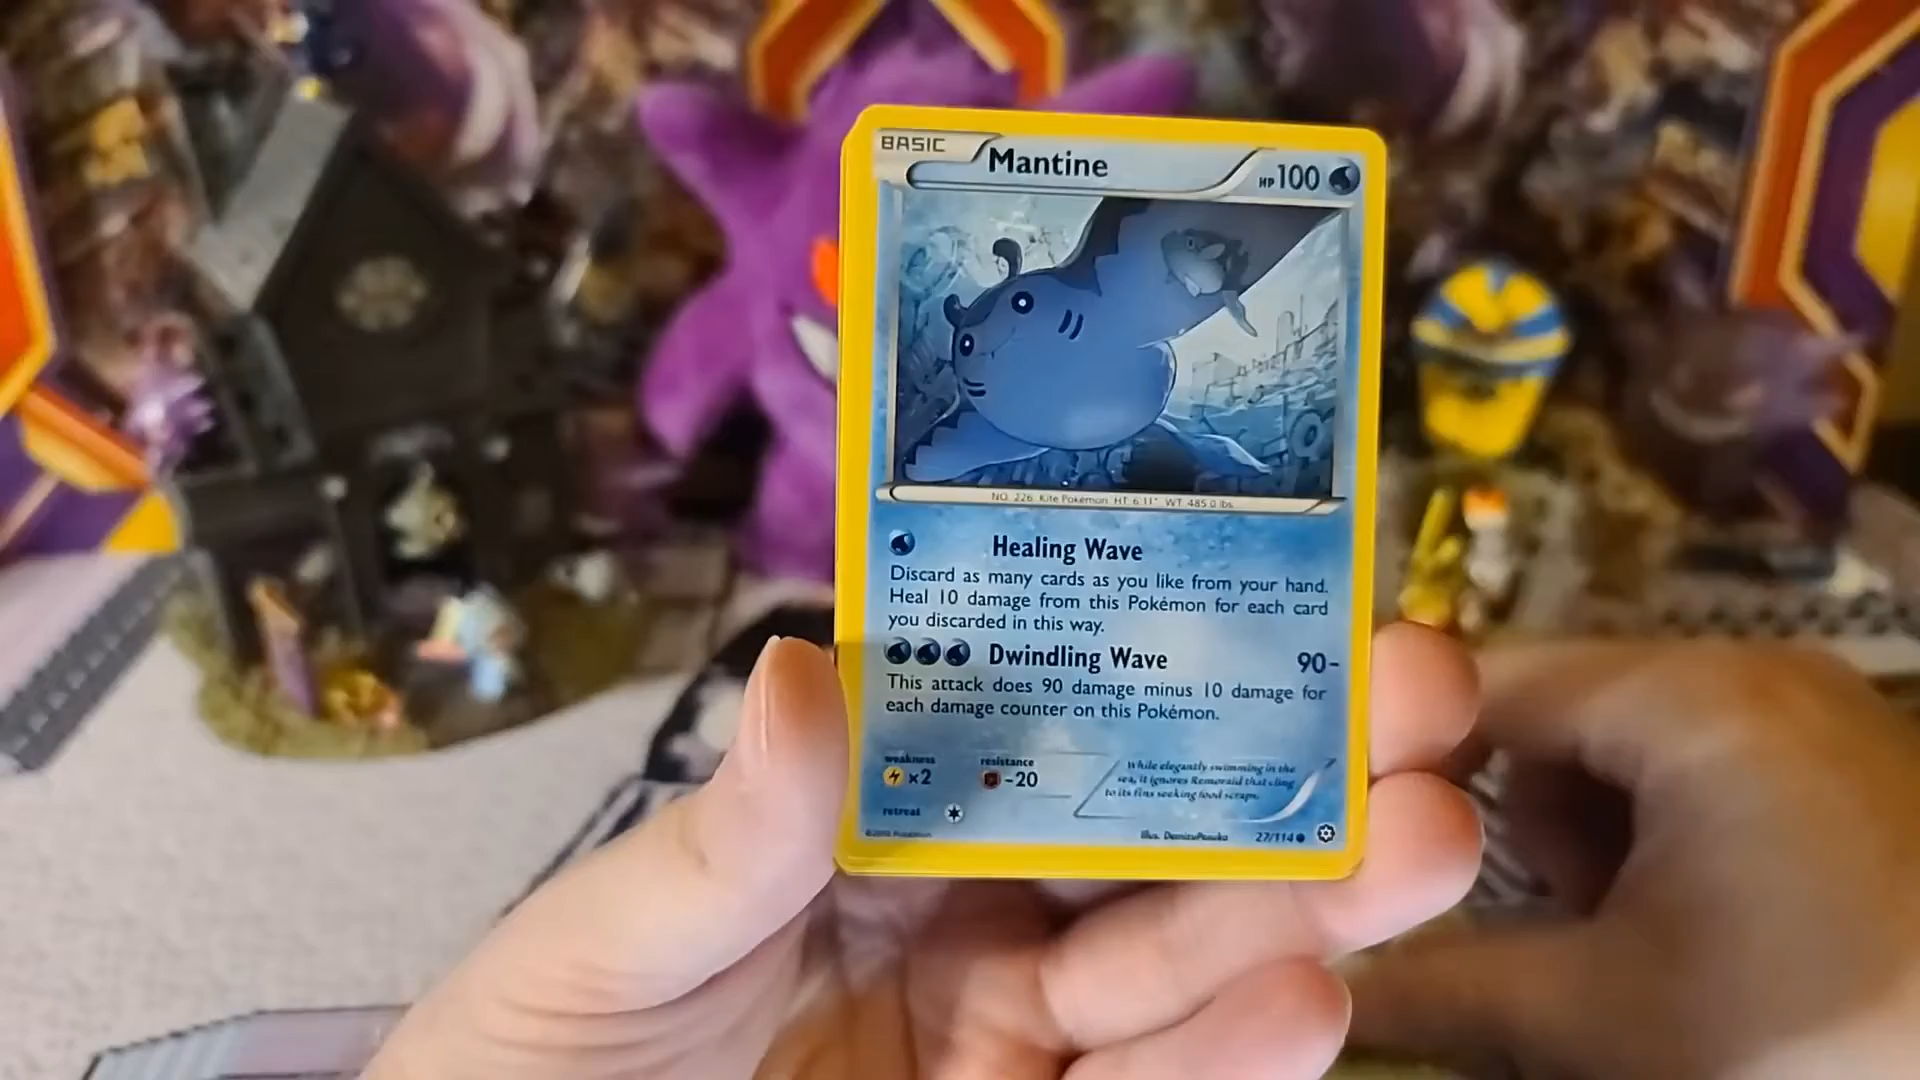 BASIC
Mantine
HP 100
NO. 226 Kite Pokémon HT: 6'11" WT: 485.0 lbs.
Healing Wave
Discard as many cards as you like from your hand.
Heal 10 damage from this Pokémon for each card
you discarded in this way.
Dwindling Wave 90-
This attack does 90 damage minus 10 damage for
each damage counter on this Pokémon.
weakness
×2
resistance
-20
While elegantly swimming in the
sea, it ignores Remoraid that cling
to its fins seeking food scraps.
retreat
Illus. DemizuPosuka
27/114